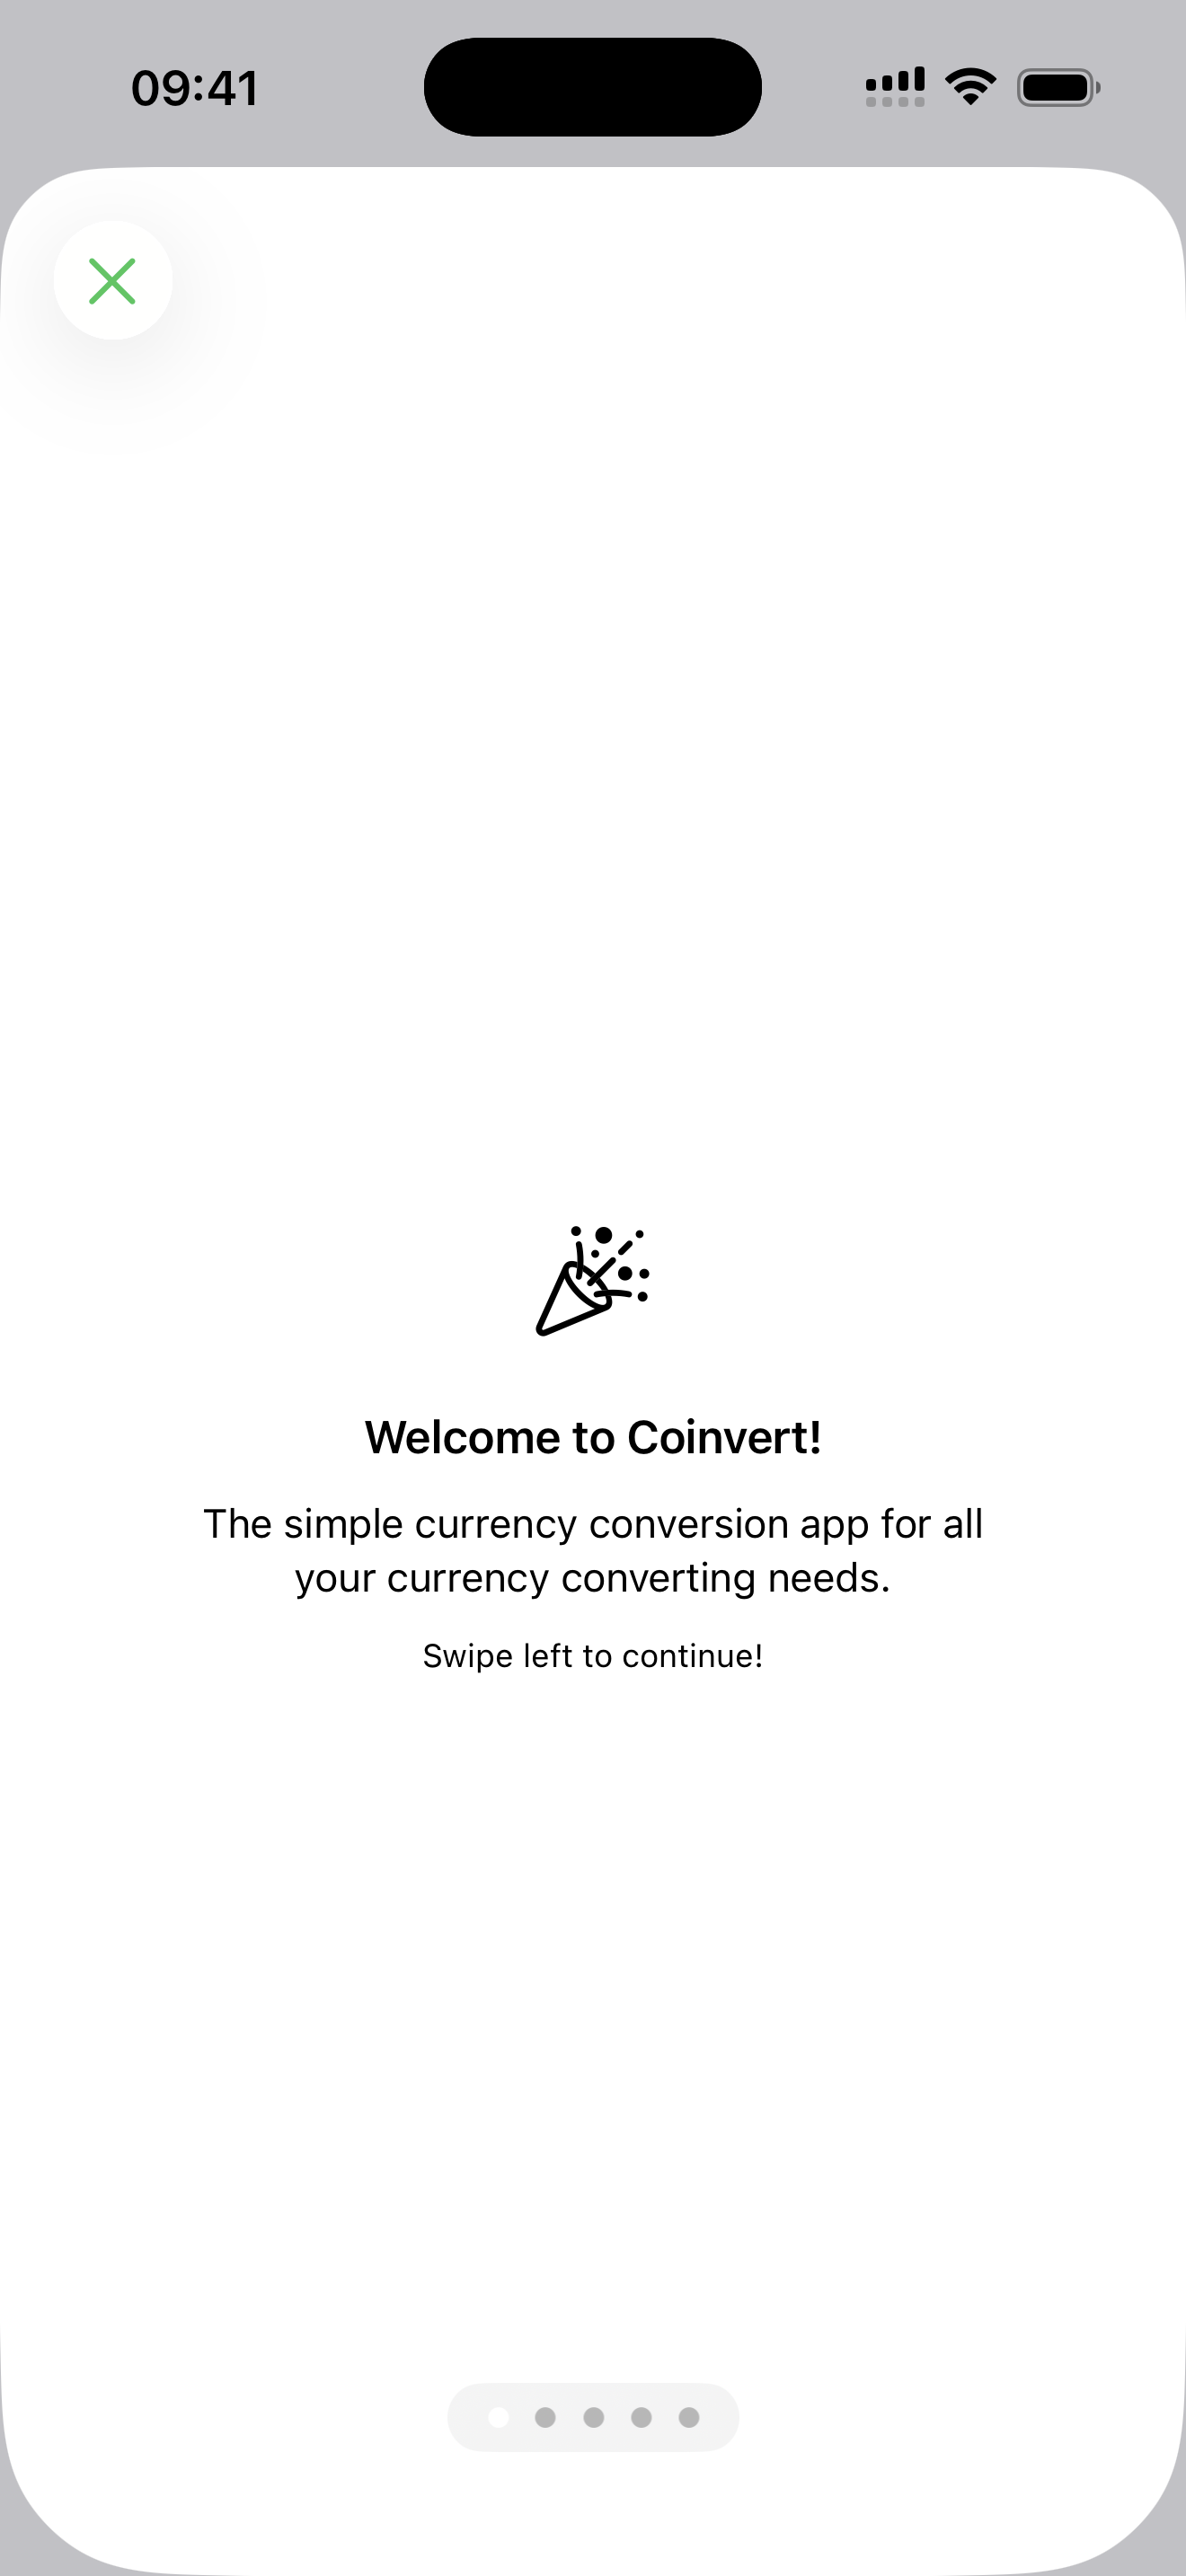 09:41
Welcome to Coinvert!
The simple currency conversion app for all
your currency converting needs.
Swipe left to continue!